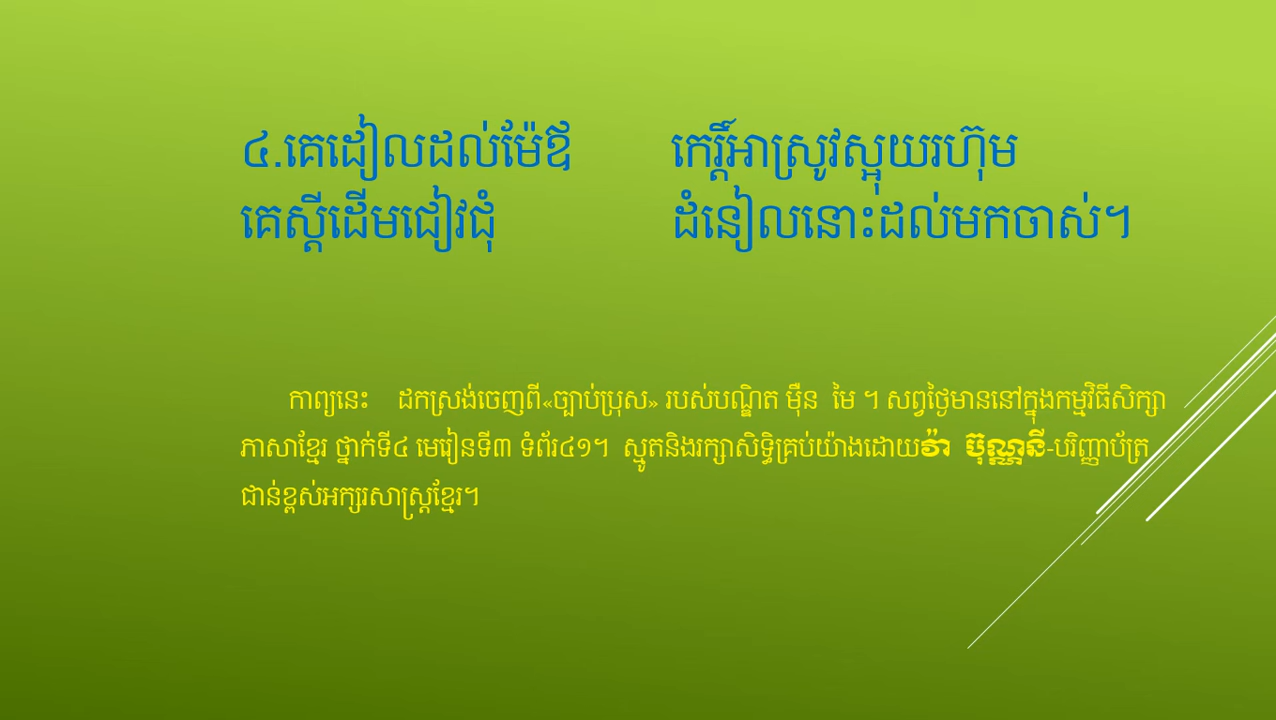 ៤.គេដៀលដល់ម៉ែឪ កេរ្តិ៍អាស្រូវស្អុយរហ៊ុម
គេស្តីដើមជៀវជុំ ដំនៀលនោះដល់មកចាស់។
កាព្យនេះ ដកស្រង់ចេញពី«ច្បាប់ប្រុស» របស់បណ្ឌិត ម៉ឺន មៃ ។ សព្វថ្ងៃមាននៅក្នុងកម្មវិធីសិក្សា
ភាសាខ្មែរ ថ្នាក់ទី៤ មេរៀនទី៣ ទំព័រ៤១។ ស្មូតនិងរក្សាសិទ្ធិគ្រប់យ៉ាងដោយវ៉ា ប៊ុណ្ណនី-បរិញ្ញាប័ត្រ
ជាន់ខ្ពស់អក្សរសាស្ត្រខ្មែរ។